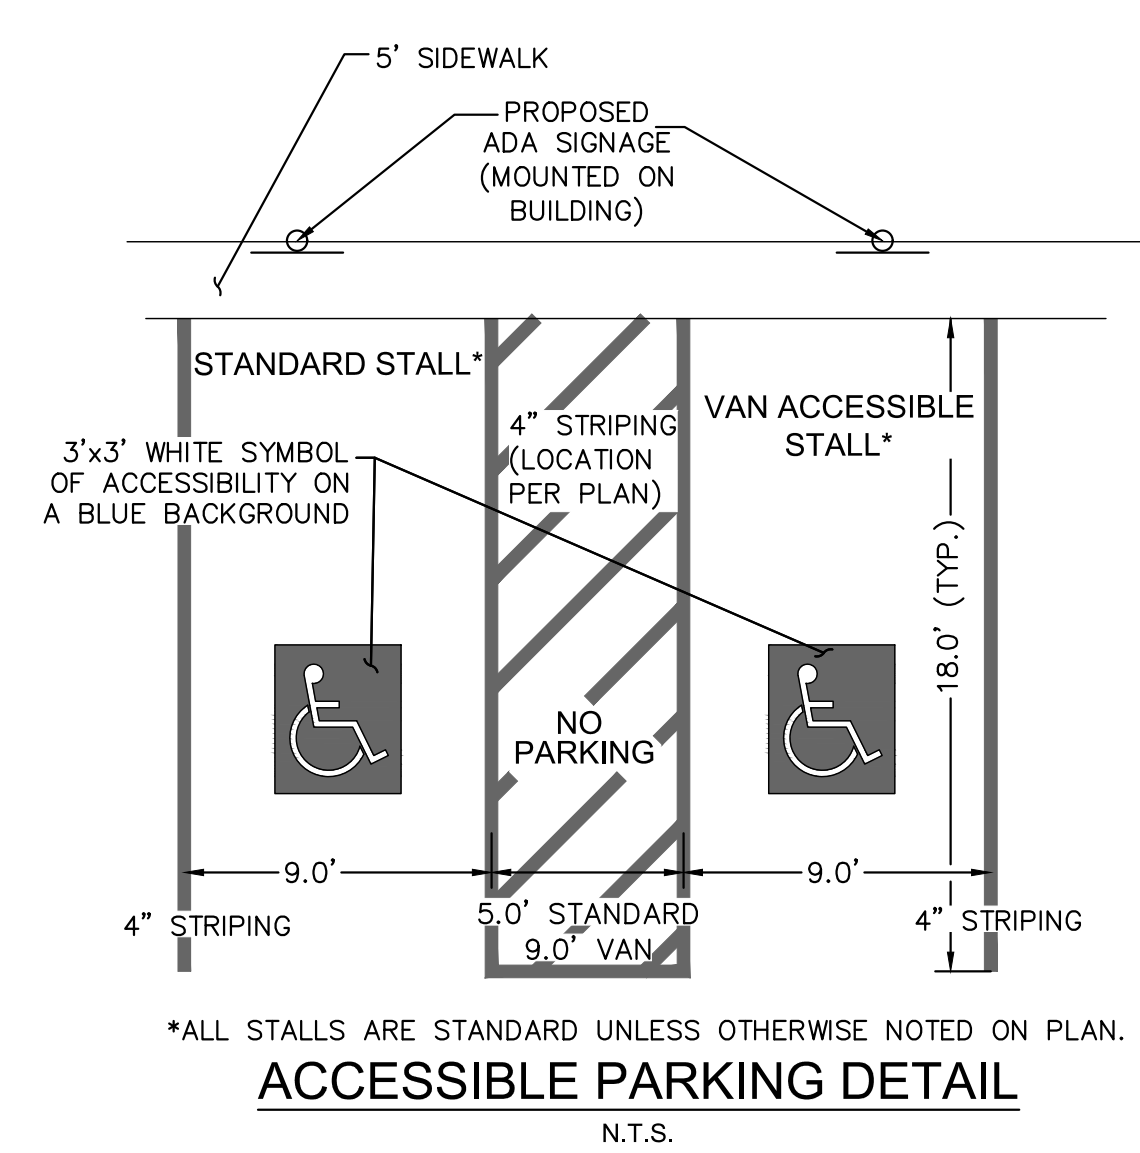 5' SIDEWALK
PROPOSED
ADA SIGNAGE
(MOUNTED ON
BUILDING)
STANDARD STALL*
VAN ACCESSIBLE
STALL*
4" STRIPING
(LOCATION
PER PLAN)
3'x3' WHITE SYMBOL
OF ACCESSIBILITY ON
A BLUE BACKGROUND
18.0' (TYP.)
NO
PARKING
9.0'
9.0'
5.0' STANDARD
9.0' VAN
4" STRIPING
4" STRIPING
*ALL STALLS ARE STANDARD UNLESS OTHERWISE NOTED ON PLAN.
ACCESSIBLE PARKING DETAIL
N.T.S.